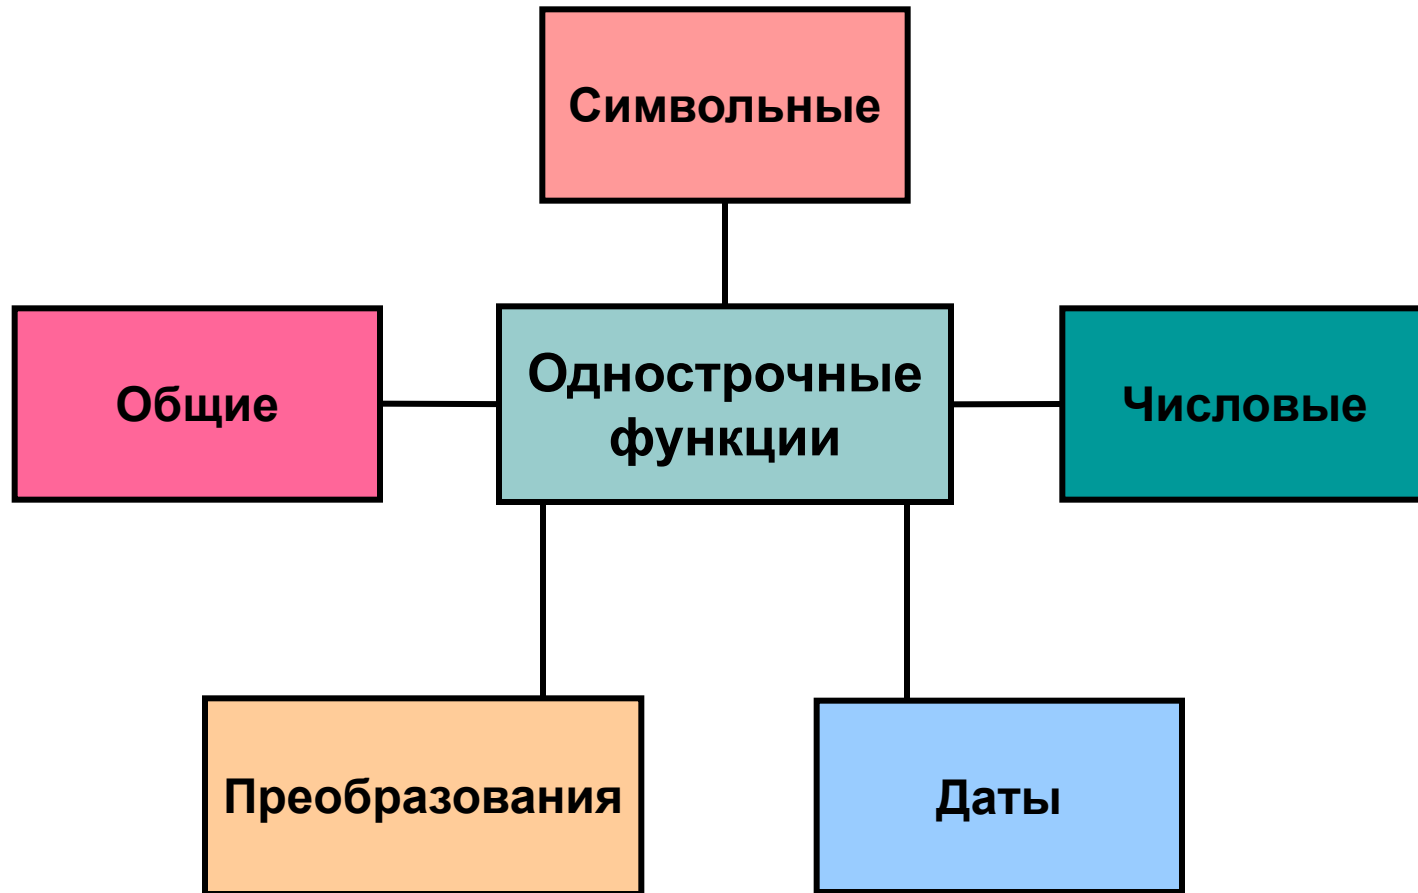 Символьные
Общие
Однострочные
функции
Числовые
Преобразования
Даты